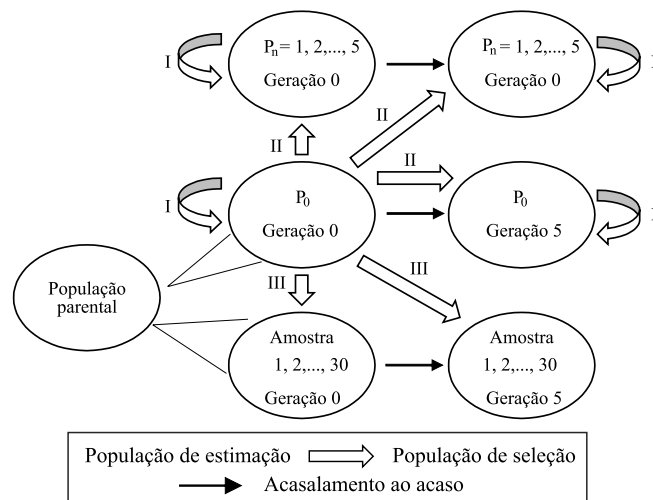 I
Pn = 1, 2,..., 5
Geração 0
Pn = 1, 2,..., 5
Geração 0
II
II
I
P0
Geração 0
II
P0
Geração 5
População
parental
III
III
Amostra
1, 2,..., 30
Geração 0
Amostra
1, 2,..., 30
Geração 5
População de estimação
População de seleção
Acasalamento ao acaso